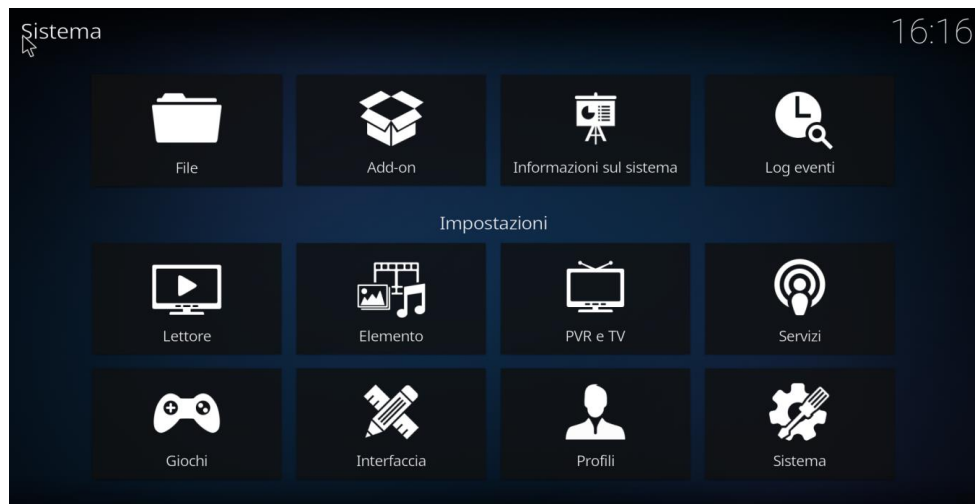 Sistema
16:16
File
Add-on
Informazioni sul sistema
Log eventi
Impostazioni
Lettore
Elemento
PVR e TV
Servizi
Giochi
Interfaccia
Profili
Sistema